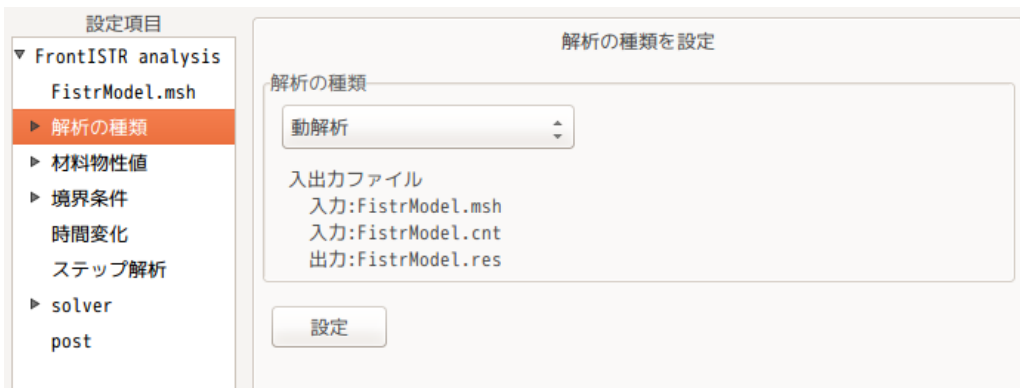 設定項目
FrontISTR analysis
FistrModel.msh
解析の種類
材料物性値
境界条件
時間変化
ステップ解析
solver
post
解析の種類を設定
解析の種類
動解析
入出力ファイル
入力:FistrModel.msh
入力:FistrModel.cnt
出力:FistrModel.res
設定